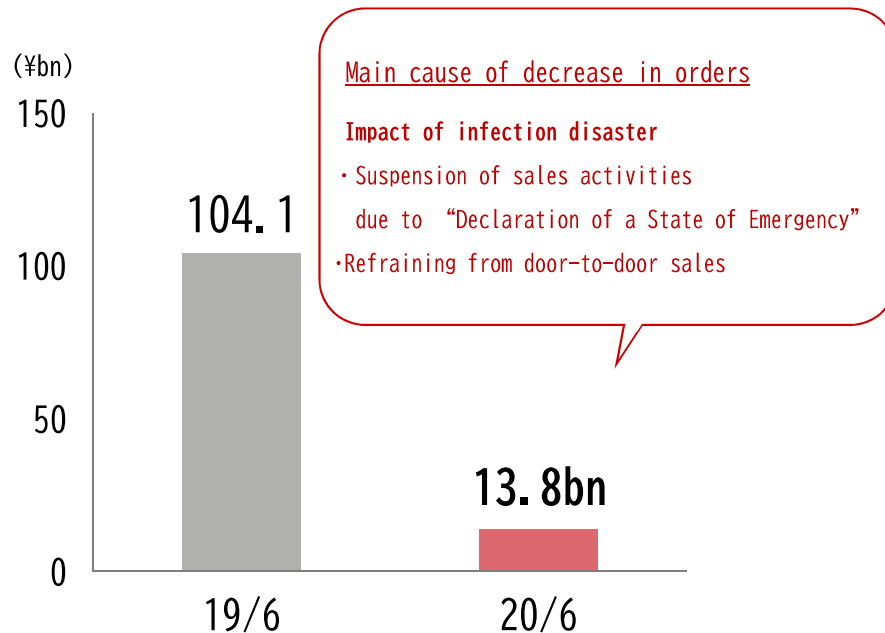 (¥bn)
150
100
50
0
104.1
13.8bn
19/6
20/6
Main cause of decrease in orders
Impact of infection disaster
・Suspension of sales activities
due to “Declaration of a State of Emergency”
・Refraining from door-to-door sales